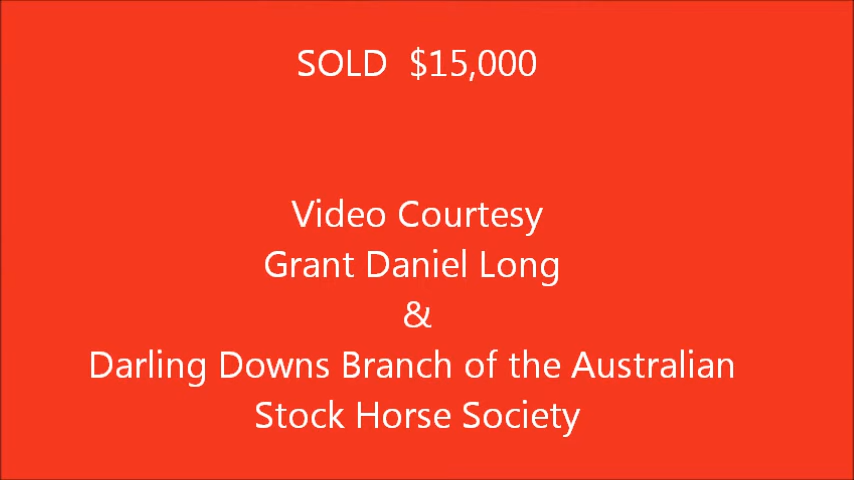 SOLD  $15,000
Video Courtesy
Grant Daniel Long
&
Darling Downs Branch of the Australian
Stock Horse Society